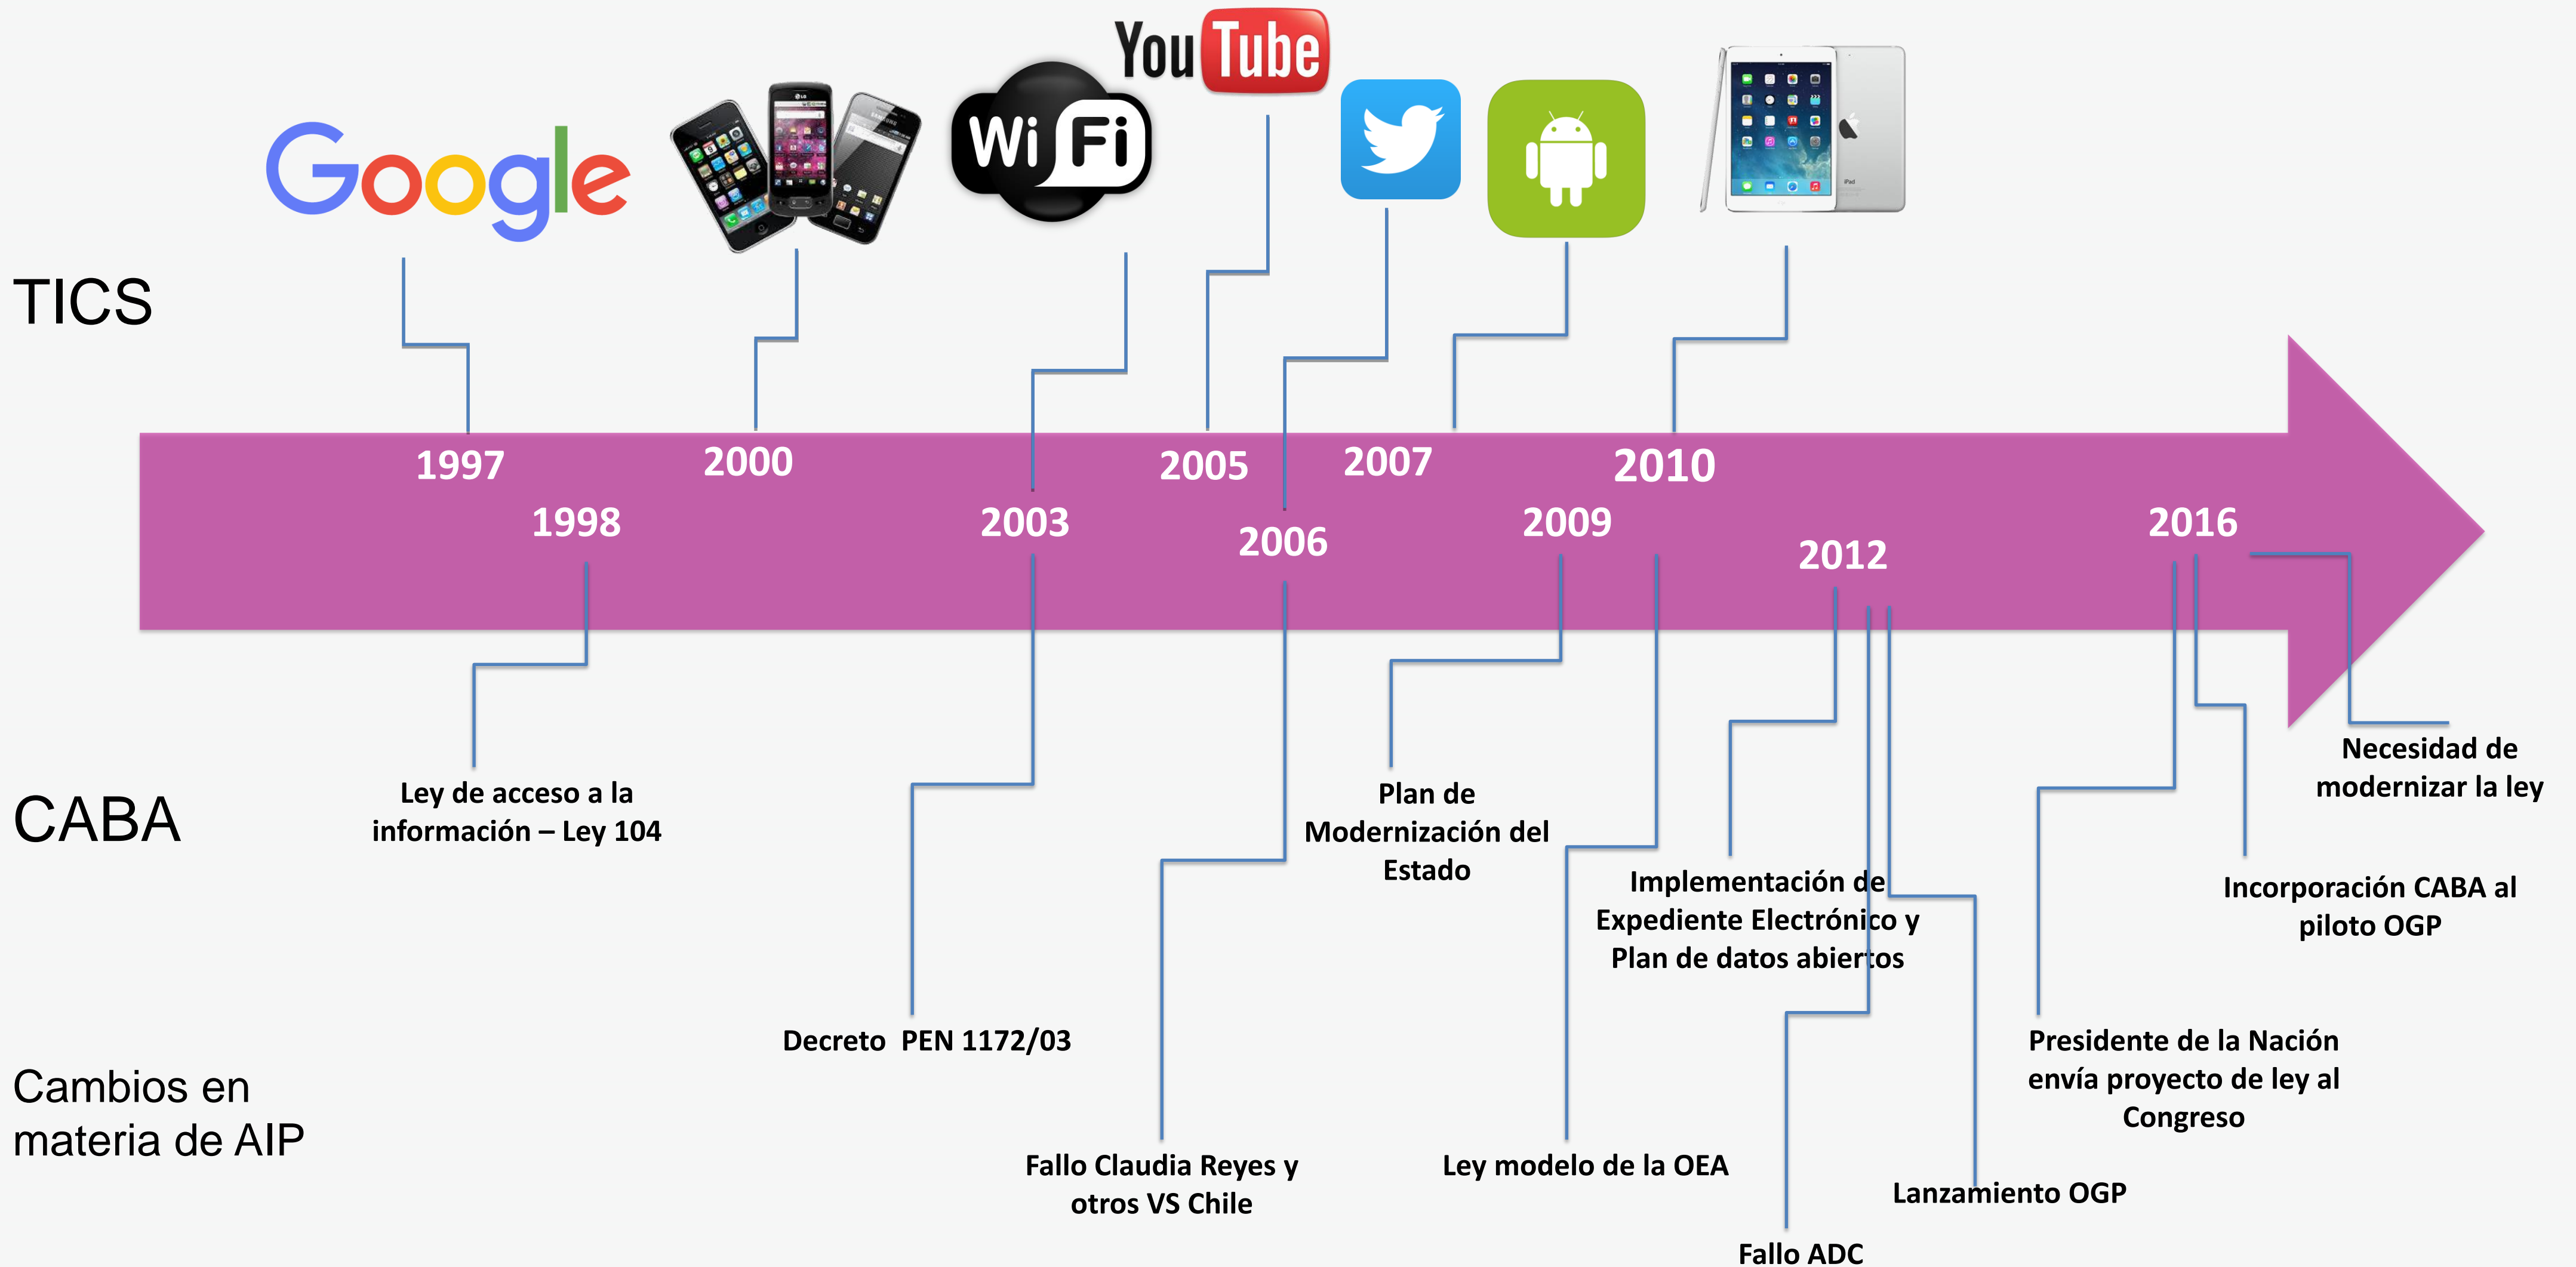 You Tube
Google
Wi Fi
TICS
1997
2000
2005
2007
2010
1998
2003
2006
2009
2012
2016
CABA
Ley de acceso a la
información – Ley 104
Plan de
Modernización del
Estado
Implementación de
Expediente Electrónico y
Plan de datos abiertos
Necesidad de
modernizar la ley
Incorporación CABA al
piloto OGP
Cambios en
materia de AIP
Decreto  PEN 1172/03
Fallo Claudia Reyes y
otros VS Chile
Ley modelo de la OEA
Presidente de la Nación
envía proyecto de ley al
Congreso
Lanzamiento OGP
Fallo ADC